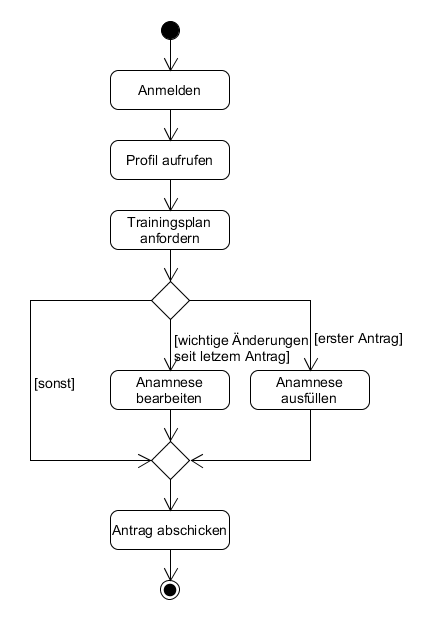 Anmelden
Profil aufrufen
Trainingsplan
anfordern
[wichtige Änderungen
seit letzem Antrag]
[erster Antrag]
[sonst]
Anamnese
bearbeiten
Anamnese
ausfüllen
Antrag abschicken